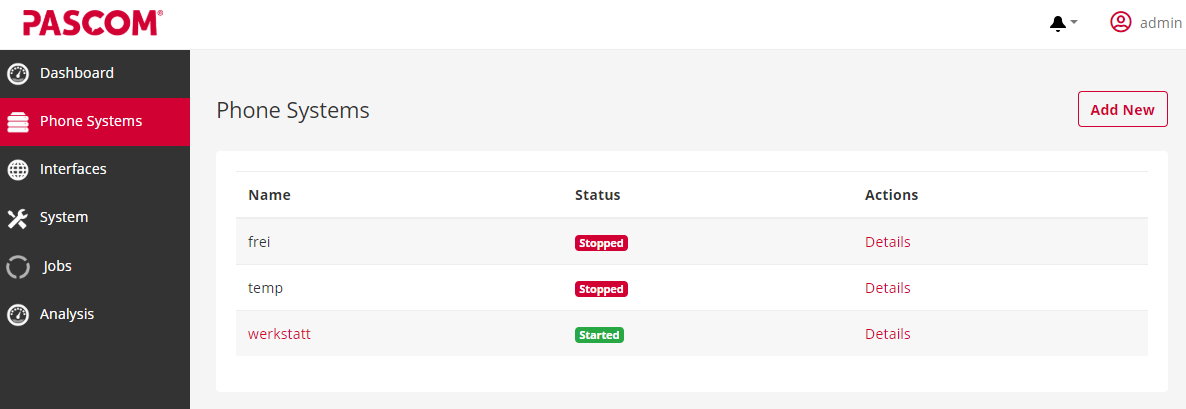 PASCOM®
admin
Dashboard
Phone Systems
Interfaces
System
Jobs
Analysis
Phone Systems
Add New
Name Status Actions
frei Stopped Details
temp Stopped Details
werkstatt Started Details